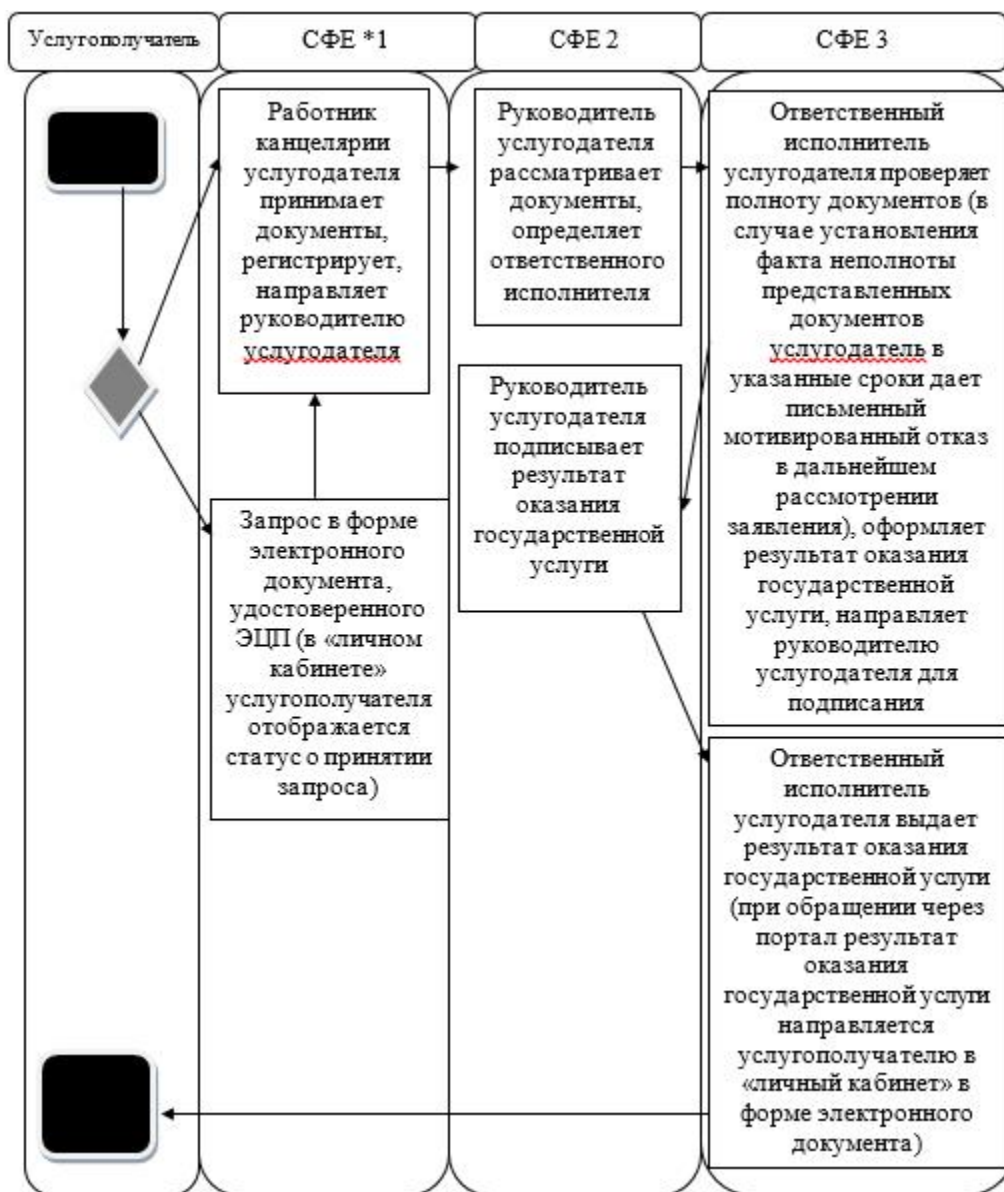 Услугополучатель
СФЕ *1
СФЕ 2
СФЕ 3
Работник
канцелярии
услугодателя
принимает
документы,
регистрирует,
направляет
руководителю
услугодателя
Запрос в форме
электронного
документа,
удостоверенного
ЭЦП (в «личном
кабинете»
услугополучателя
отображается
статус о принятии
запроса)
Руководитель
услугодателя
рассматривает
документы,
определяет
ответственного
исполнителя
Руководитель
услугодателя
подписывает
результат
оказания
государственной
услуги
Ответственный
исполнитель
услугодателя проверяет
полноту документов (в
случае установления
факта неполноты
представленных
документов
услугодатель в
указанные сроки дает
письменный
мотивированный отказ
в дальнейшем
рассмотрении
заявления), оформляет
результат оказания
государственной
услуги, направляет
руководителю
услугодателя для
подписания
Ответственный
исполнитель
услугодателя выдает
результат оказания
государственной услуги
(при обращении через
портал результат
оказания
государственной услуги
направляется
услугополучателю в
«личный кабинет» в
форме электронного
документа)